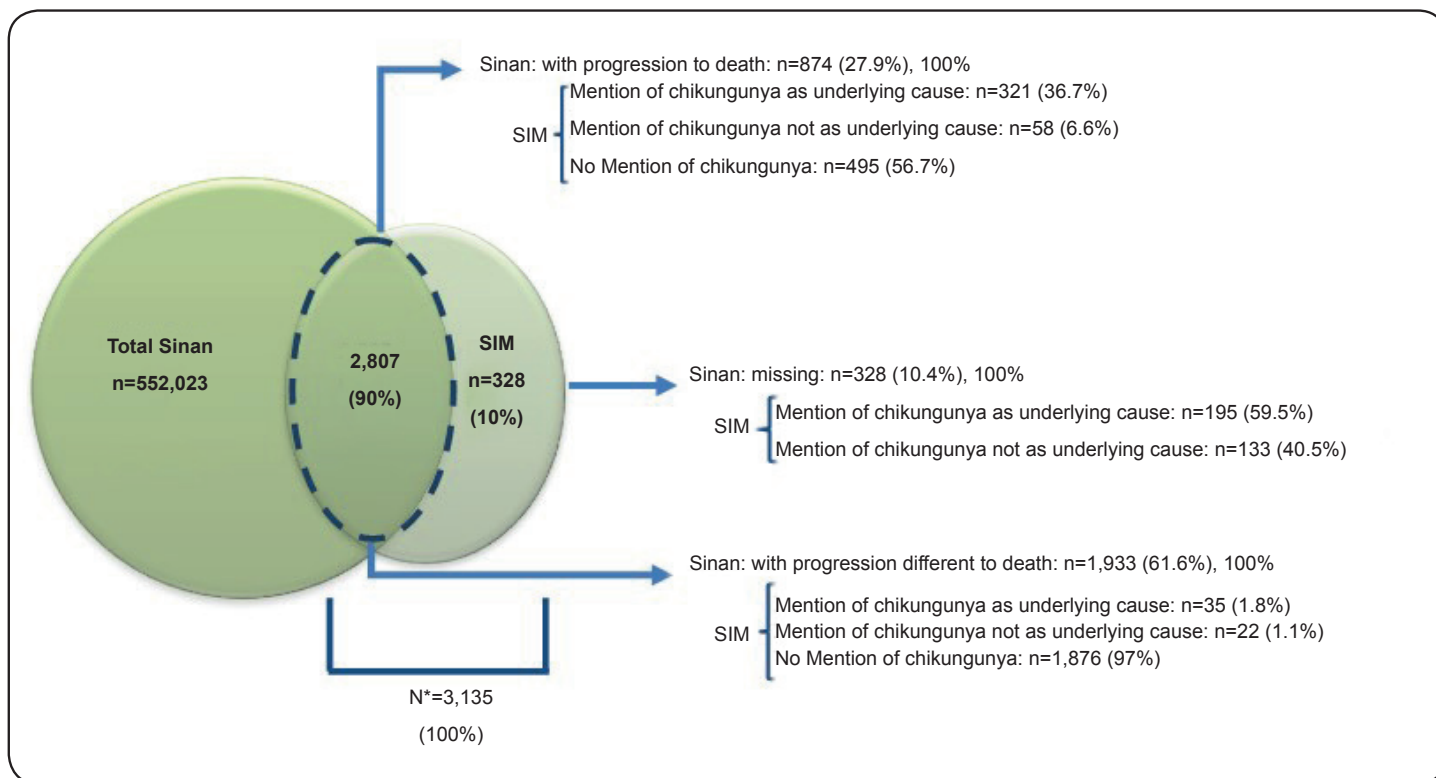 Sinan: with progression to death: n=874 (27.9%), 100%
SIM
Mention of chikungunya as underlying cause: n=321 (36.7%)
Mention of chikungunya not as underlying cause: n=58 (6.6%)
No Mention of chikungunya: n=495 (56.7%)
Total Sinan
n=552,023
2,807
(90%)
SIM
n=328
(10%)
Sinan: missing: n=328 (10.4%), 100%
SIM
Mention of chikungunya as underlying cause: n=195 (59.5%)
Mention of chikungunya not as underlying cause: n=133 (40.5%)
Sinan: with progression different to death: n=1,933 (61.6%), 100%
SIM
Mention of chikungunya as underlying cause: n=35 (1.8%)
Mention of chikungunya not as underlying cause: n=22 (1.1%)
No Mention of chikungunya: n=1,876 (97%)
N*=3,135
(100%)